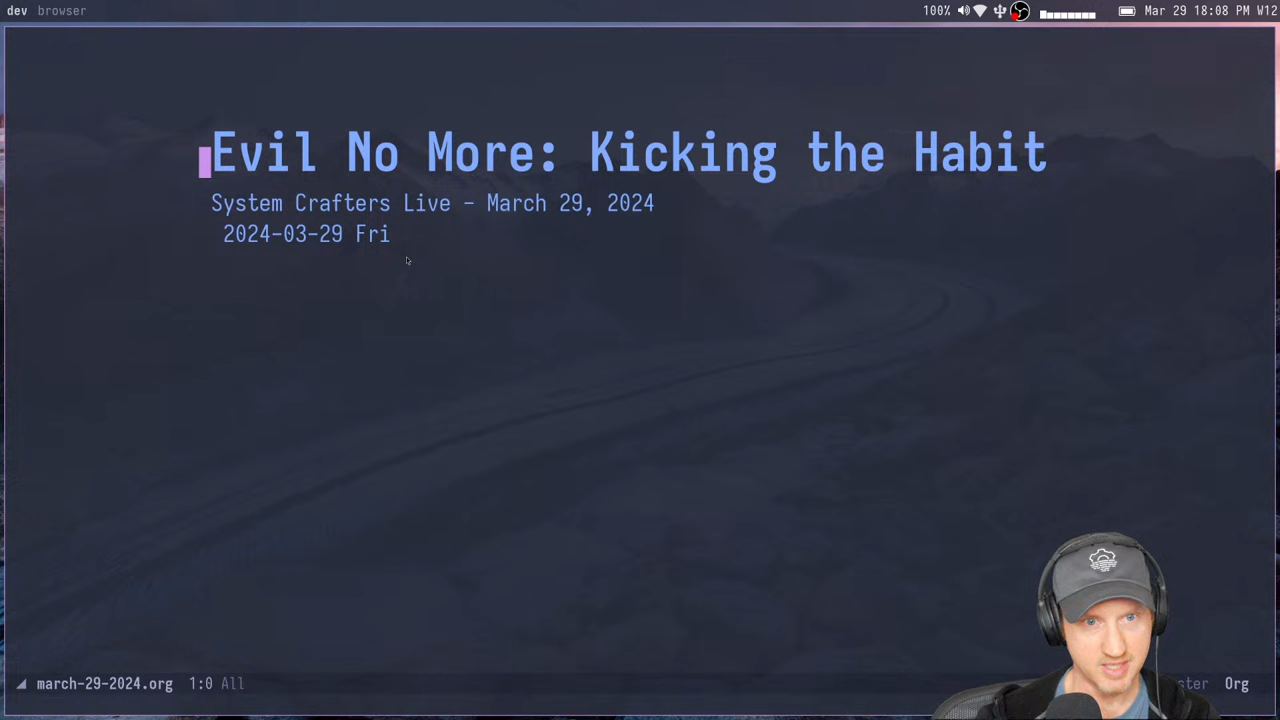 dev browser
100% Mar 29 18:08 PM W12
Evil No More: Kicking the Habit
System Crafters Live – March 29, 2024
2024-03-29 Fri
march-29-2024.org 1:0 All
Org